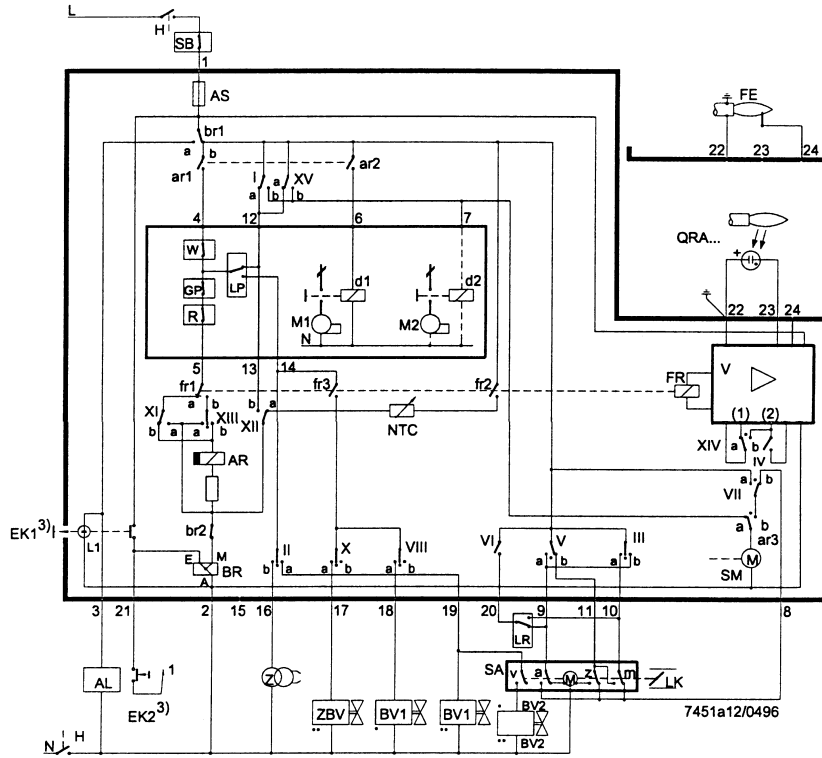 L
H
SB
1
AS
FE
br1
22 23 24
a b
ar1 ar2
I XV
a b a b
4 12 6 7
QRA...
+
W
LP
GP
d1 d2
22 23 24
R
M1 M2
N
V
5 13 14
fr1 fr3 fr2 FR
(1) (2)
XI XIII b a
b a a b XII
NTC
XIV a b
IV
AR
a b
VII
EK1³⁾
L1
br2
a b
ar3
II X VIII VI V III
E M
BR
A
b a a b a b a b a b
M
SM
3 21 2 15 16 17 18 19 20 9 11 10 8
LR
AL
1
EK2³⁾
Z
SA
v a M z m
LK
ZBV BV1 BV1 BV2
BV2
7451a12/0496
N H